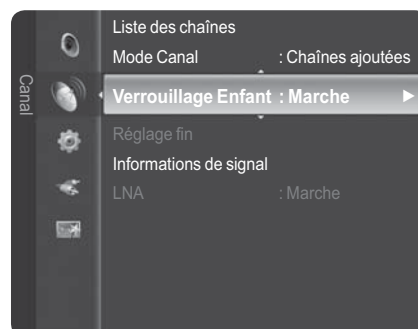 Canal
Liste des chaînes
Mode Canal : Chaînes ajoutées
Verrouillage Enfant : Marche
Réglage fin
Informations de signal
LNA : Marche